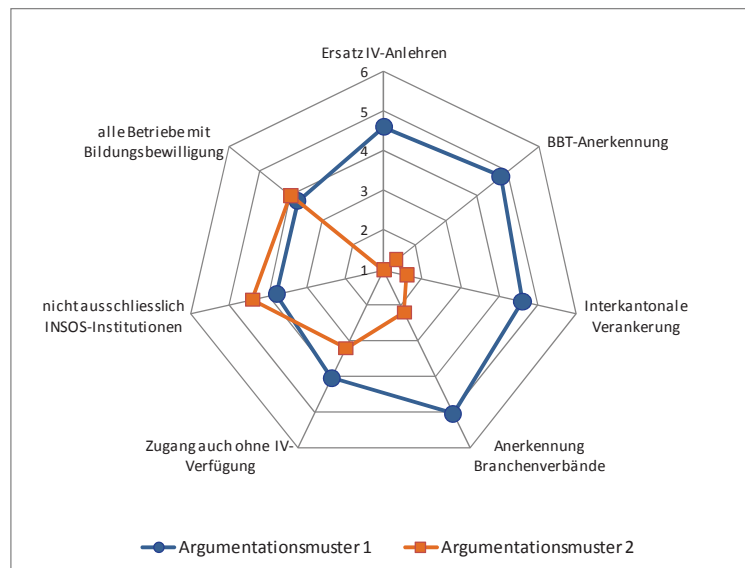 Ersatz IV-Anlehren
6
5
4
3
2
1
alle Betriebe mit
Bildungsbewilligung
BBT-Anerkennung
nicht ausschliesslich
INSOS-Institutionen
Interkantonale
Verankerung
Zugang auch ohne IV-
Verfügung
Anerkennung
Branchenverbände
Argumentationsmuster 1
Argumentationsmuster 2